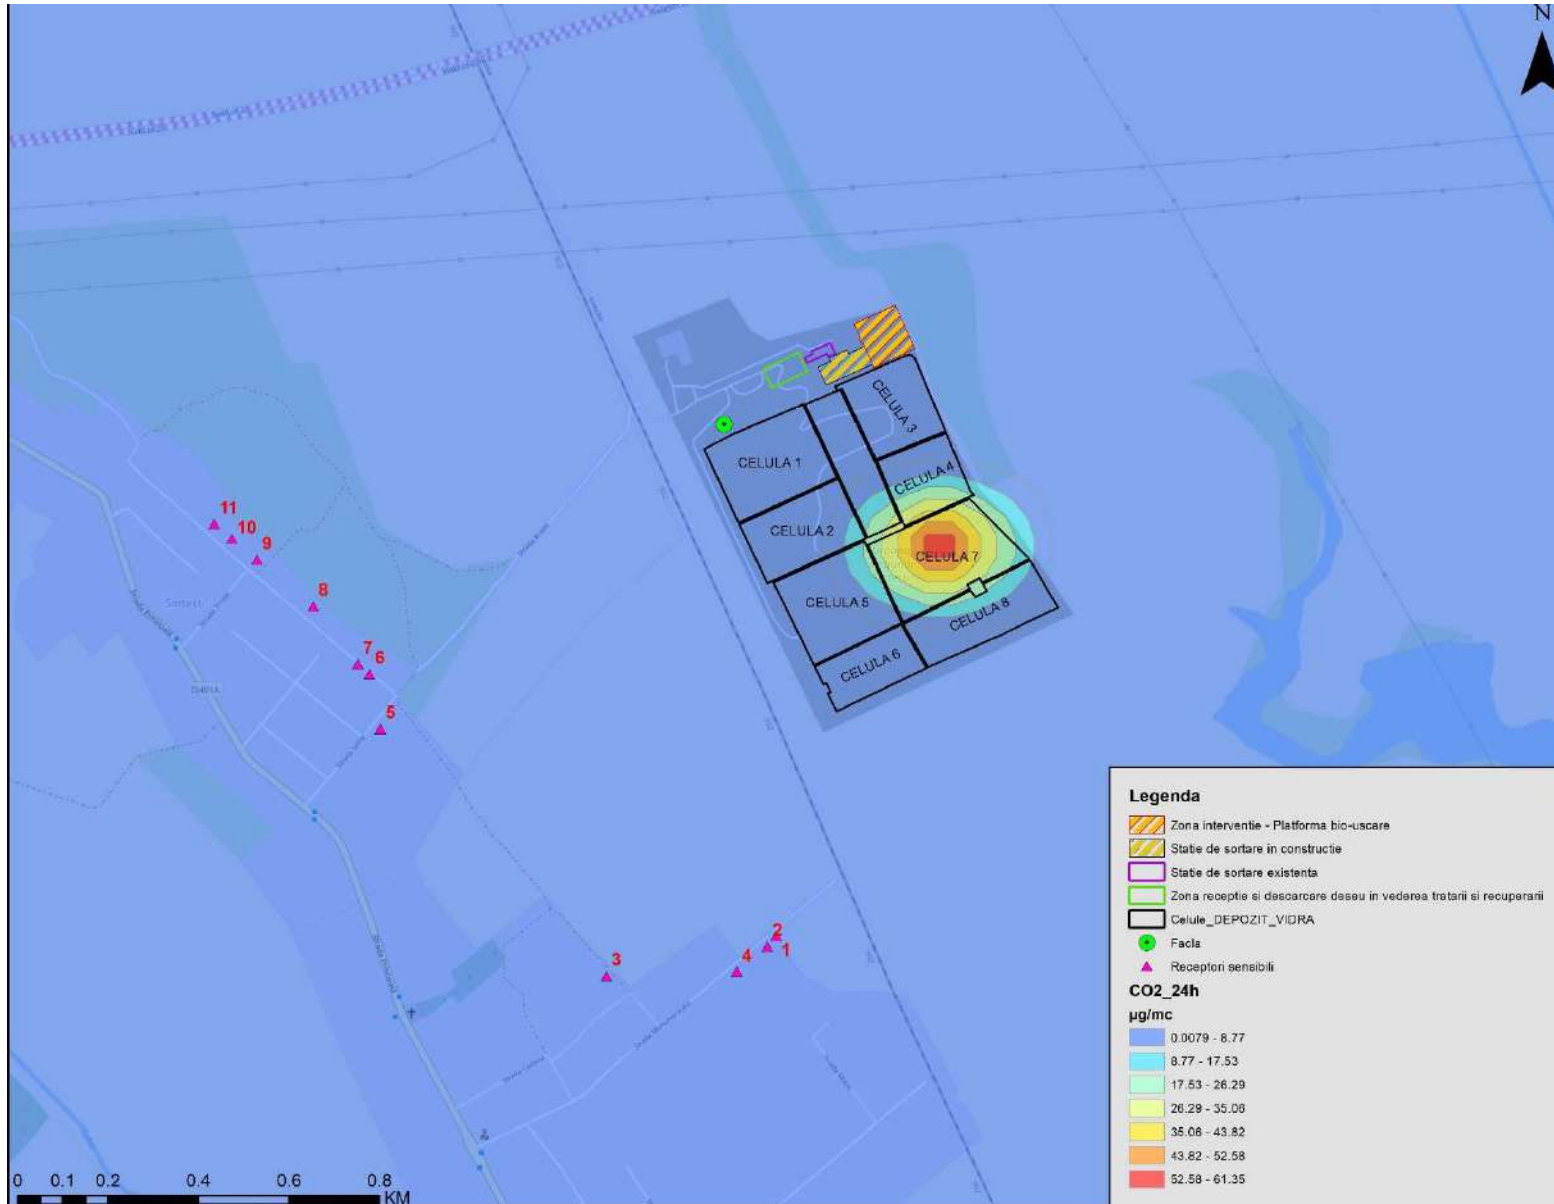 N
CELULA 3
CELULA 1
CELULA 4
CELULA 2
CELULA 7
CELULA 5
CELULA 8
CELULA 6
11
10
9
8
7
6
5
2
1
4
3
DJ401A
Legenda
Zona interventie - Platforma bio-uscare
Statie de sortare in constructie
Statie de sortare existenta
Zona receptie si descarcare deseu in vederea tratarii si recuperarii
Celule_DEPOZIT_VIDRA
Facla
Receptori sensibili
CO2_24h
µg/mc
0.0079 - 8.77
8.77 - 17.53
17.53 - 26.29
26.29 - 35.06
35.06 - 43.82
43.82 - 52.58
52.58 - 61.35
0 0.1 0.2 0.4 0.6 0.8
KM